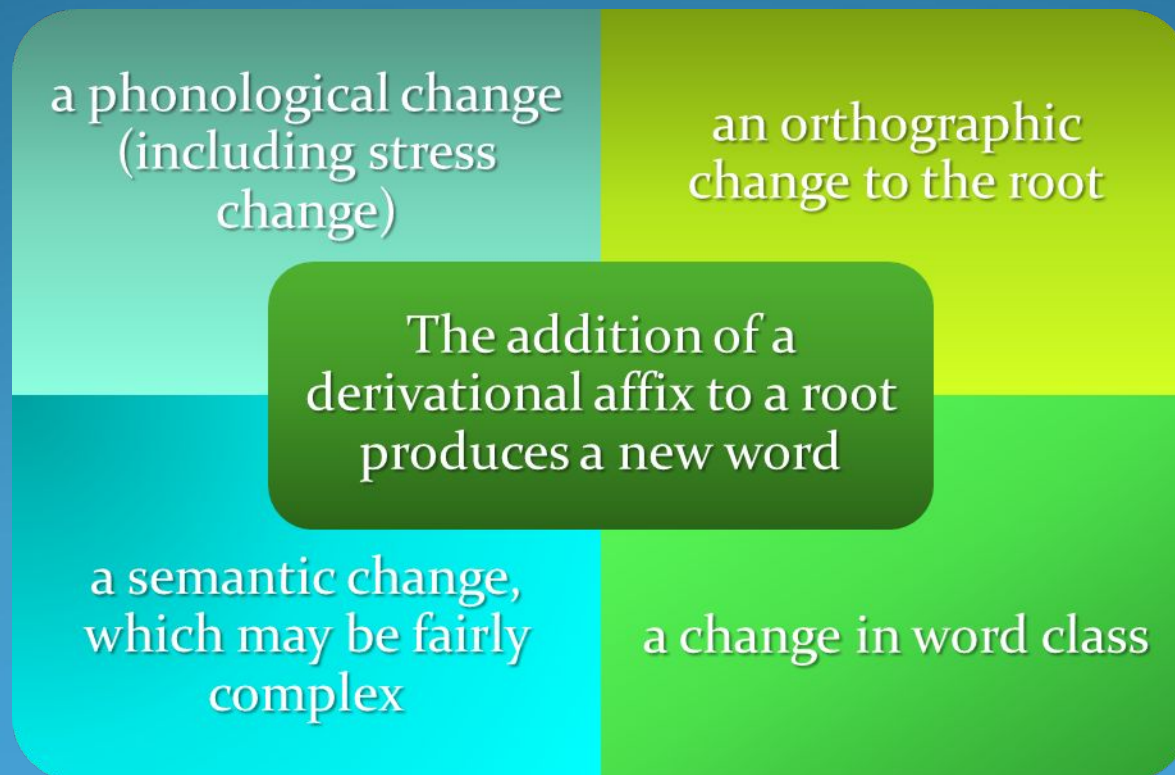 a phonological change
(including stress
change)
an orthographic
change to the root
The addition of a
derivational affix to a root
produces a new word
a semantic change,
which may be fairly
complex
a change in word class